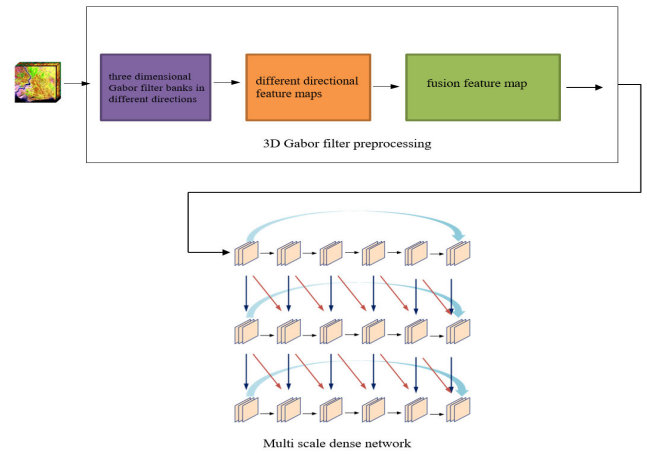 three dimensional
Gabor filter banks in
different directions
different directional
feature maps
fusion feature map
3D Gabor filter preprocessing
Multi scale dense network